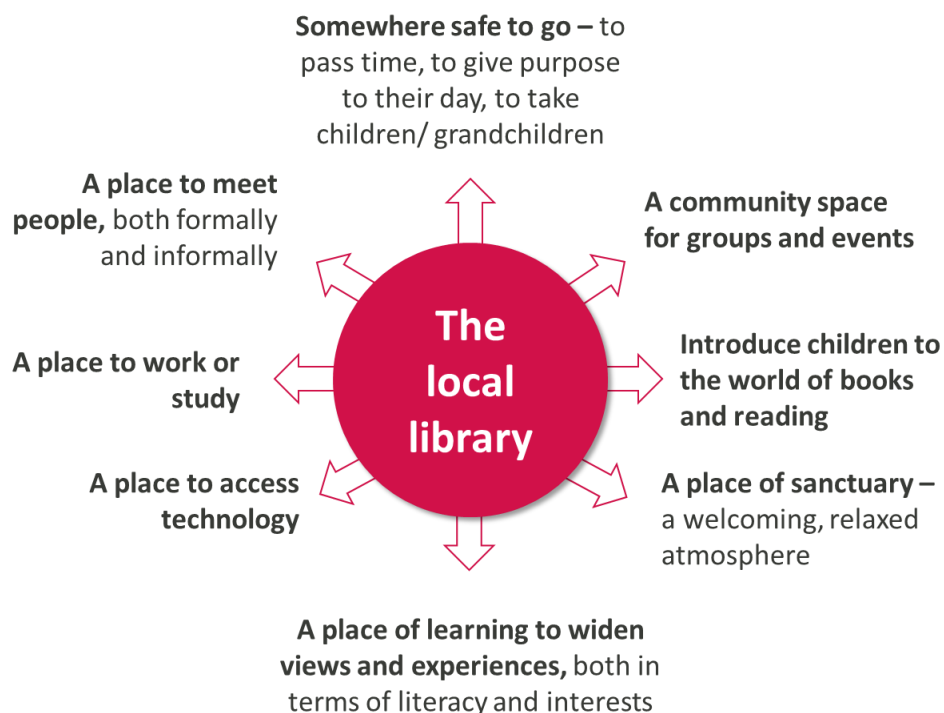 Somewhere safe to go – to
pass time, to give purpose
to their day, to take
children/ grandchildren
A place to meet
people, both formally
and informally
A community space
for groups and events
The
local
library
A place to work or
study
Introduce children to
the world of books
and reading
A place to access
technology
A place of sanctuary –
a welcoming, relaxed
atmosphere
A place of learning to widen
views and experiences, both in
terms of literacy and interests